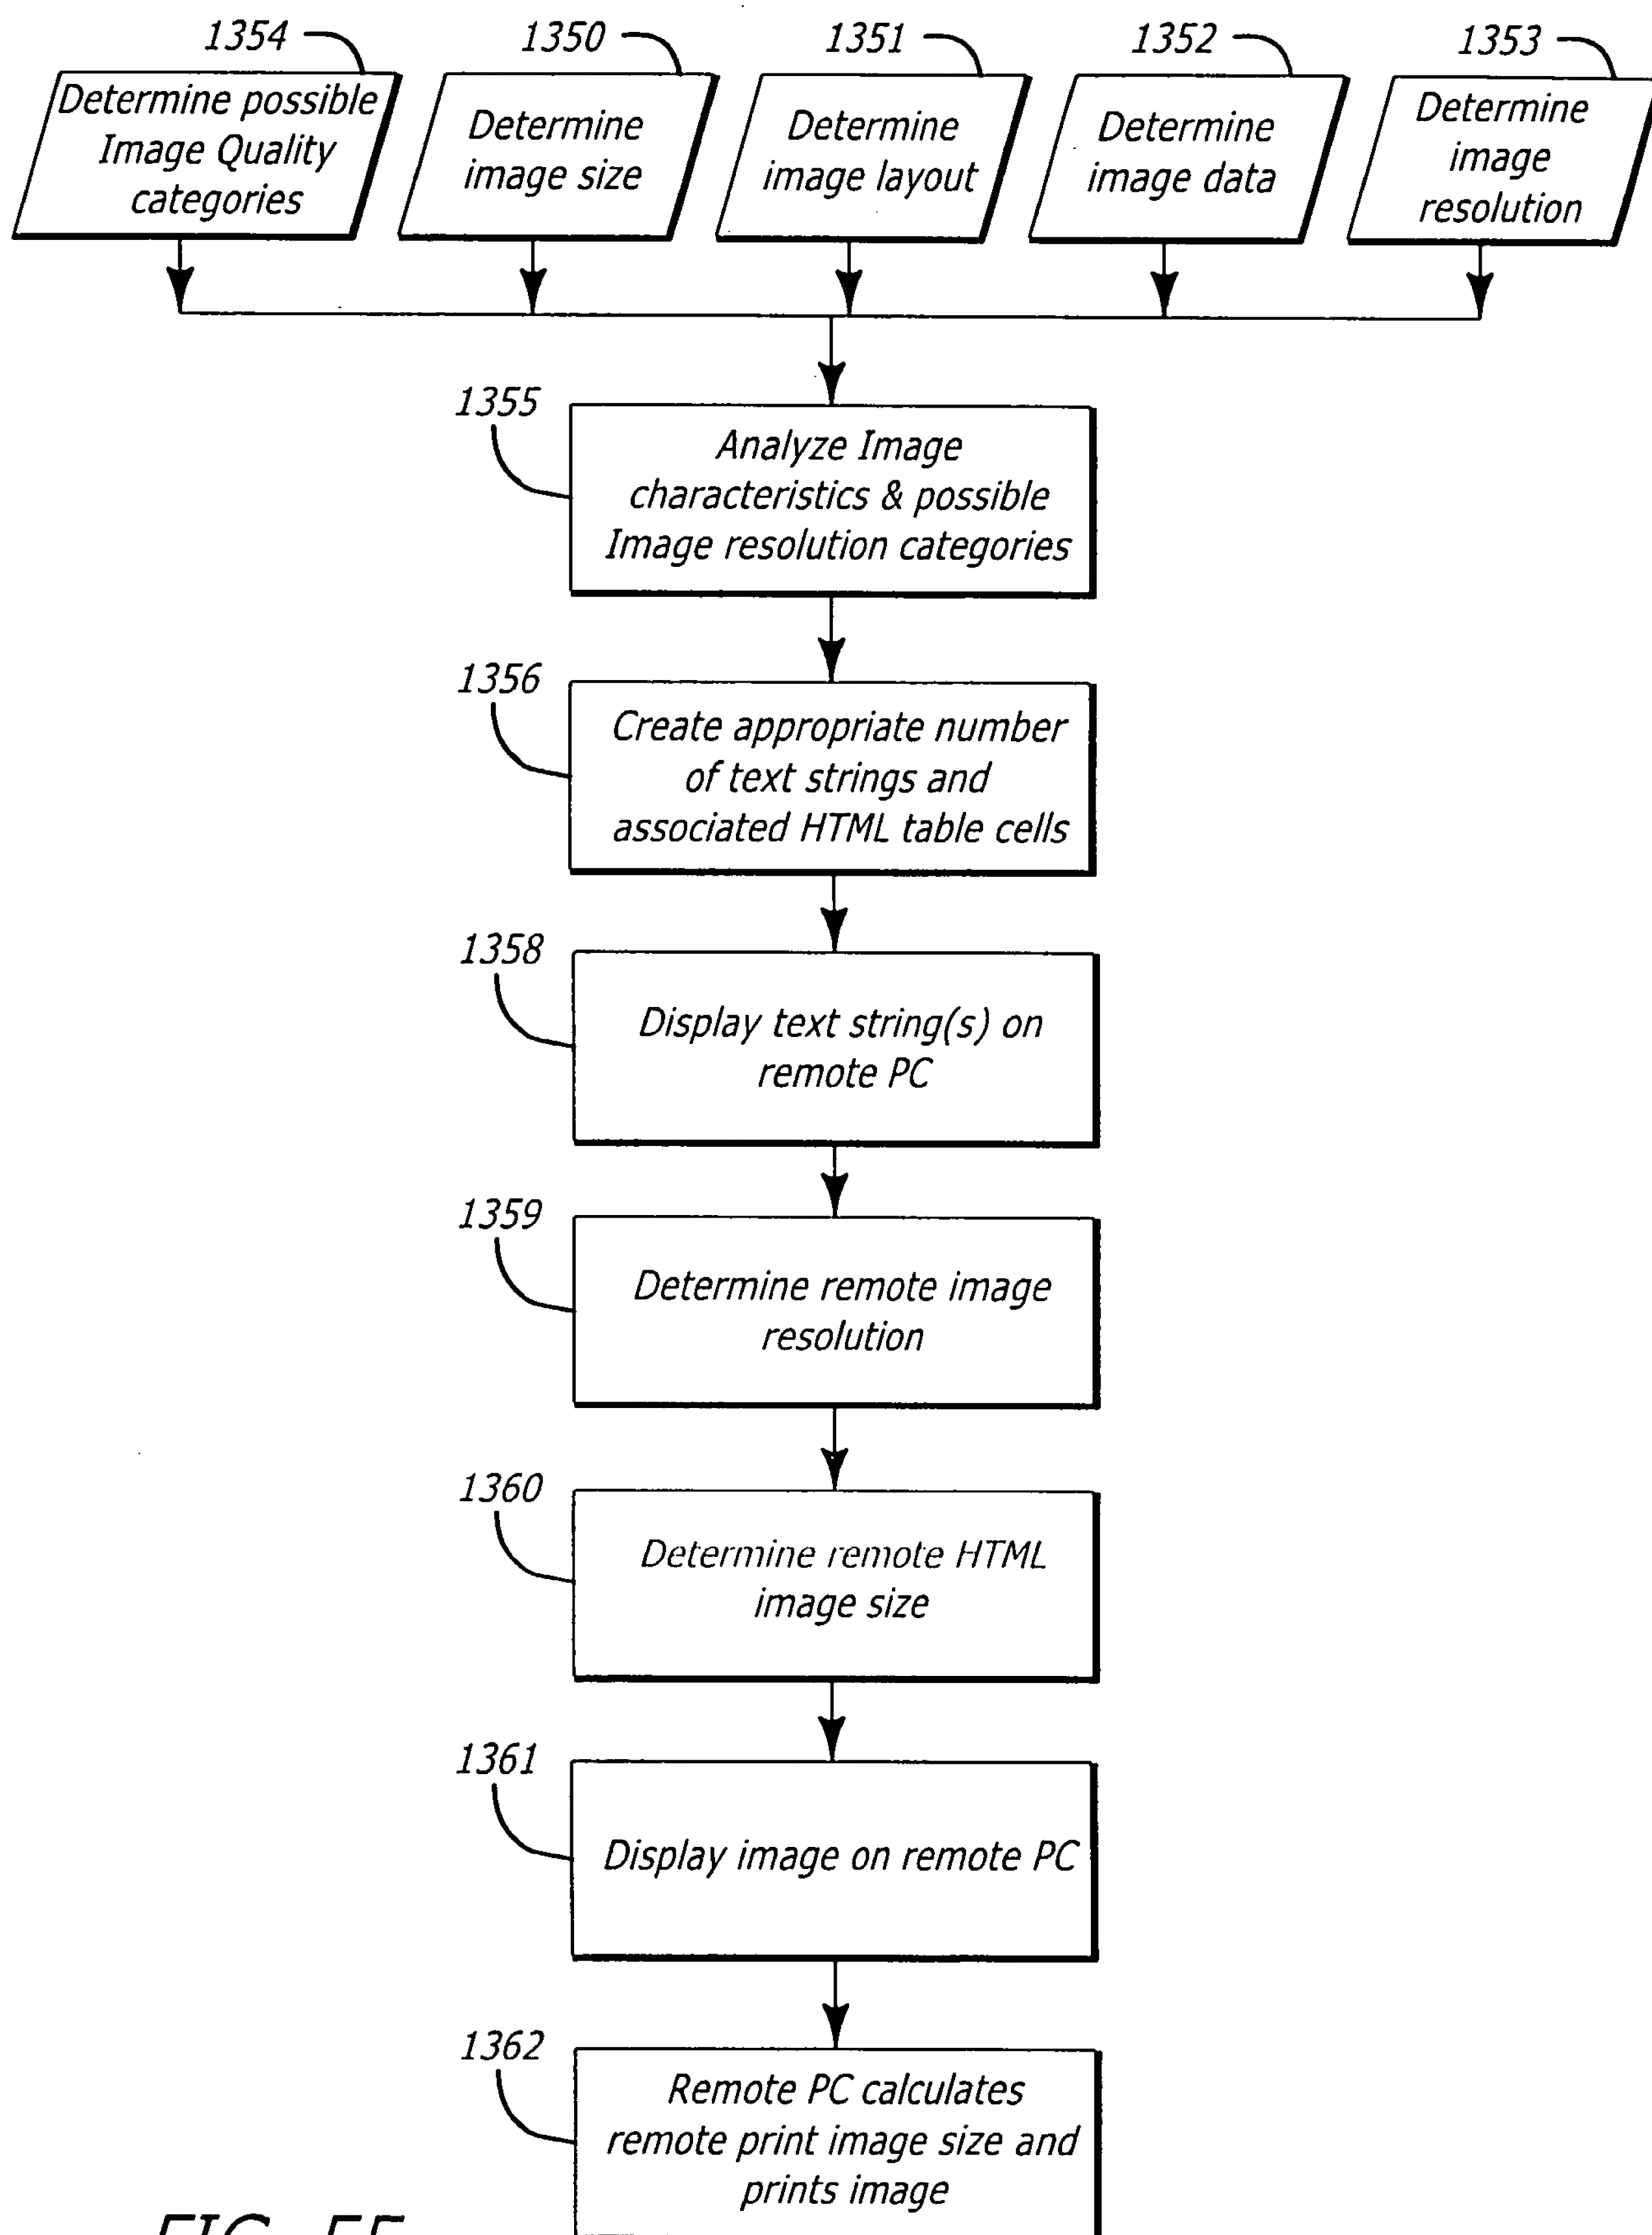 1354
1350
1351
1352
1353
Determine possible
Image Quality
categories
Determine
image size
Determine
image layout
Determine
image data
Determine
image
resolution
1355
Analyze Image
characteristics & possible
Image resolution categories
1356
Create appropriate number
of text strings and
associated HTML table cells
1358
Display text string(s) on
remote PC
1359
Determine remote image
resolution
1360
Determine remote HTML
image size
1361
Display image on remote PC
1362
Remote PC calculates
remote print image size and
prints image
FIG.